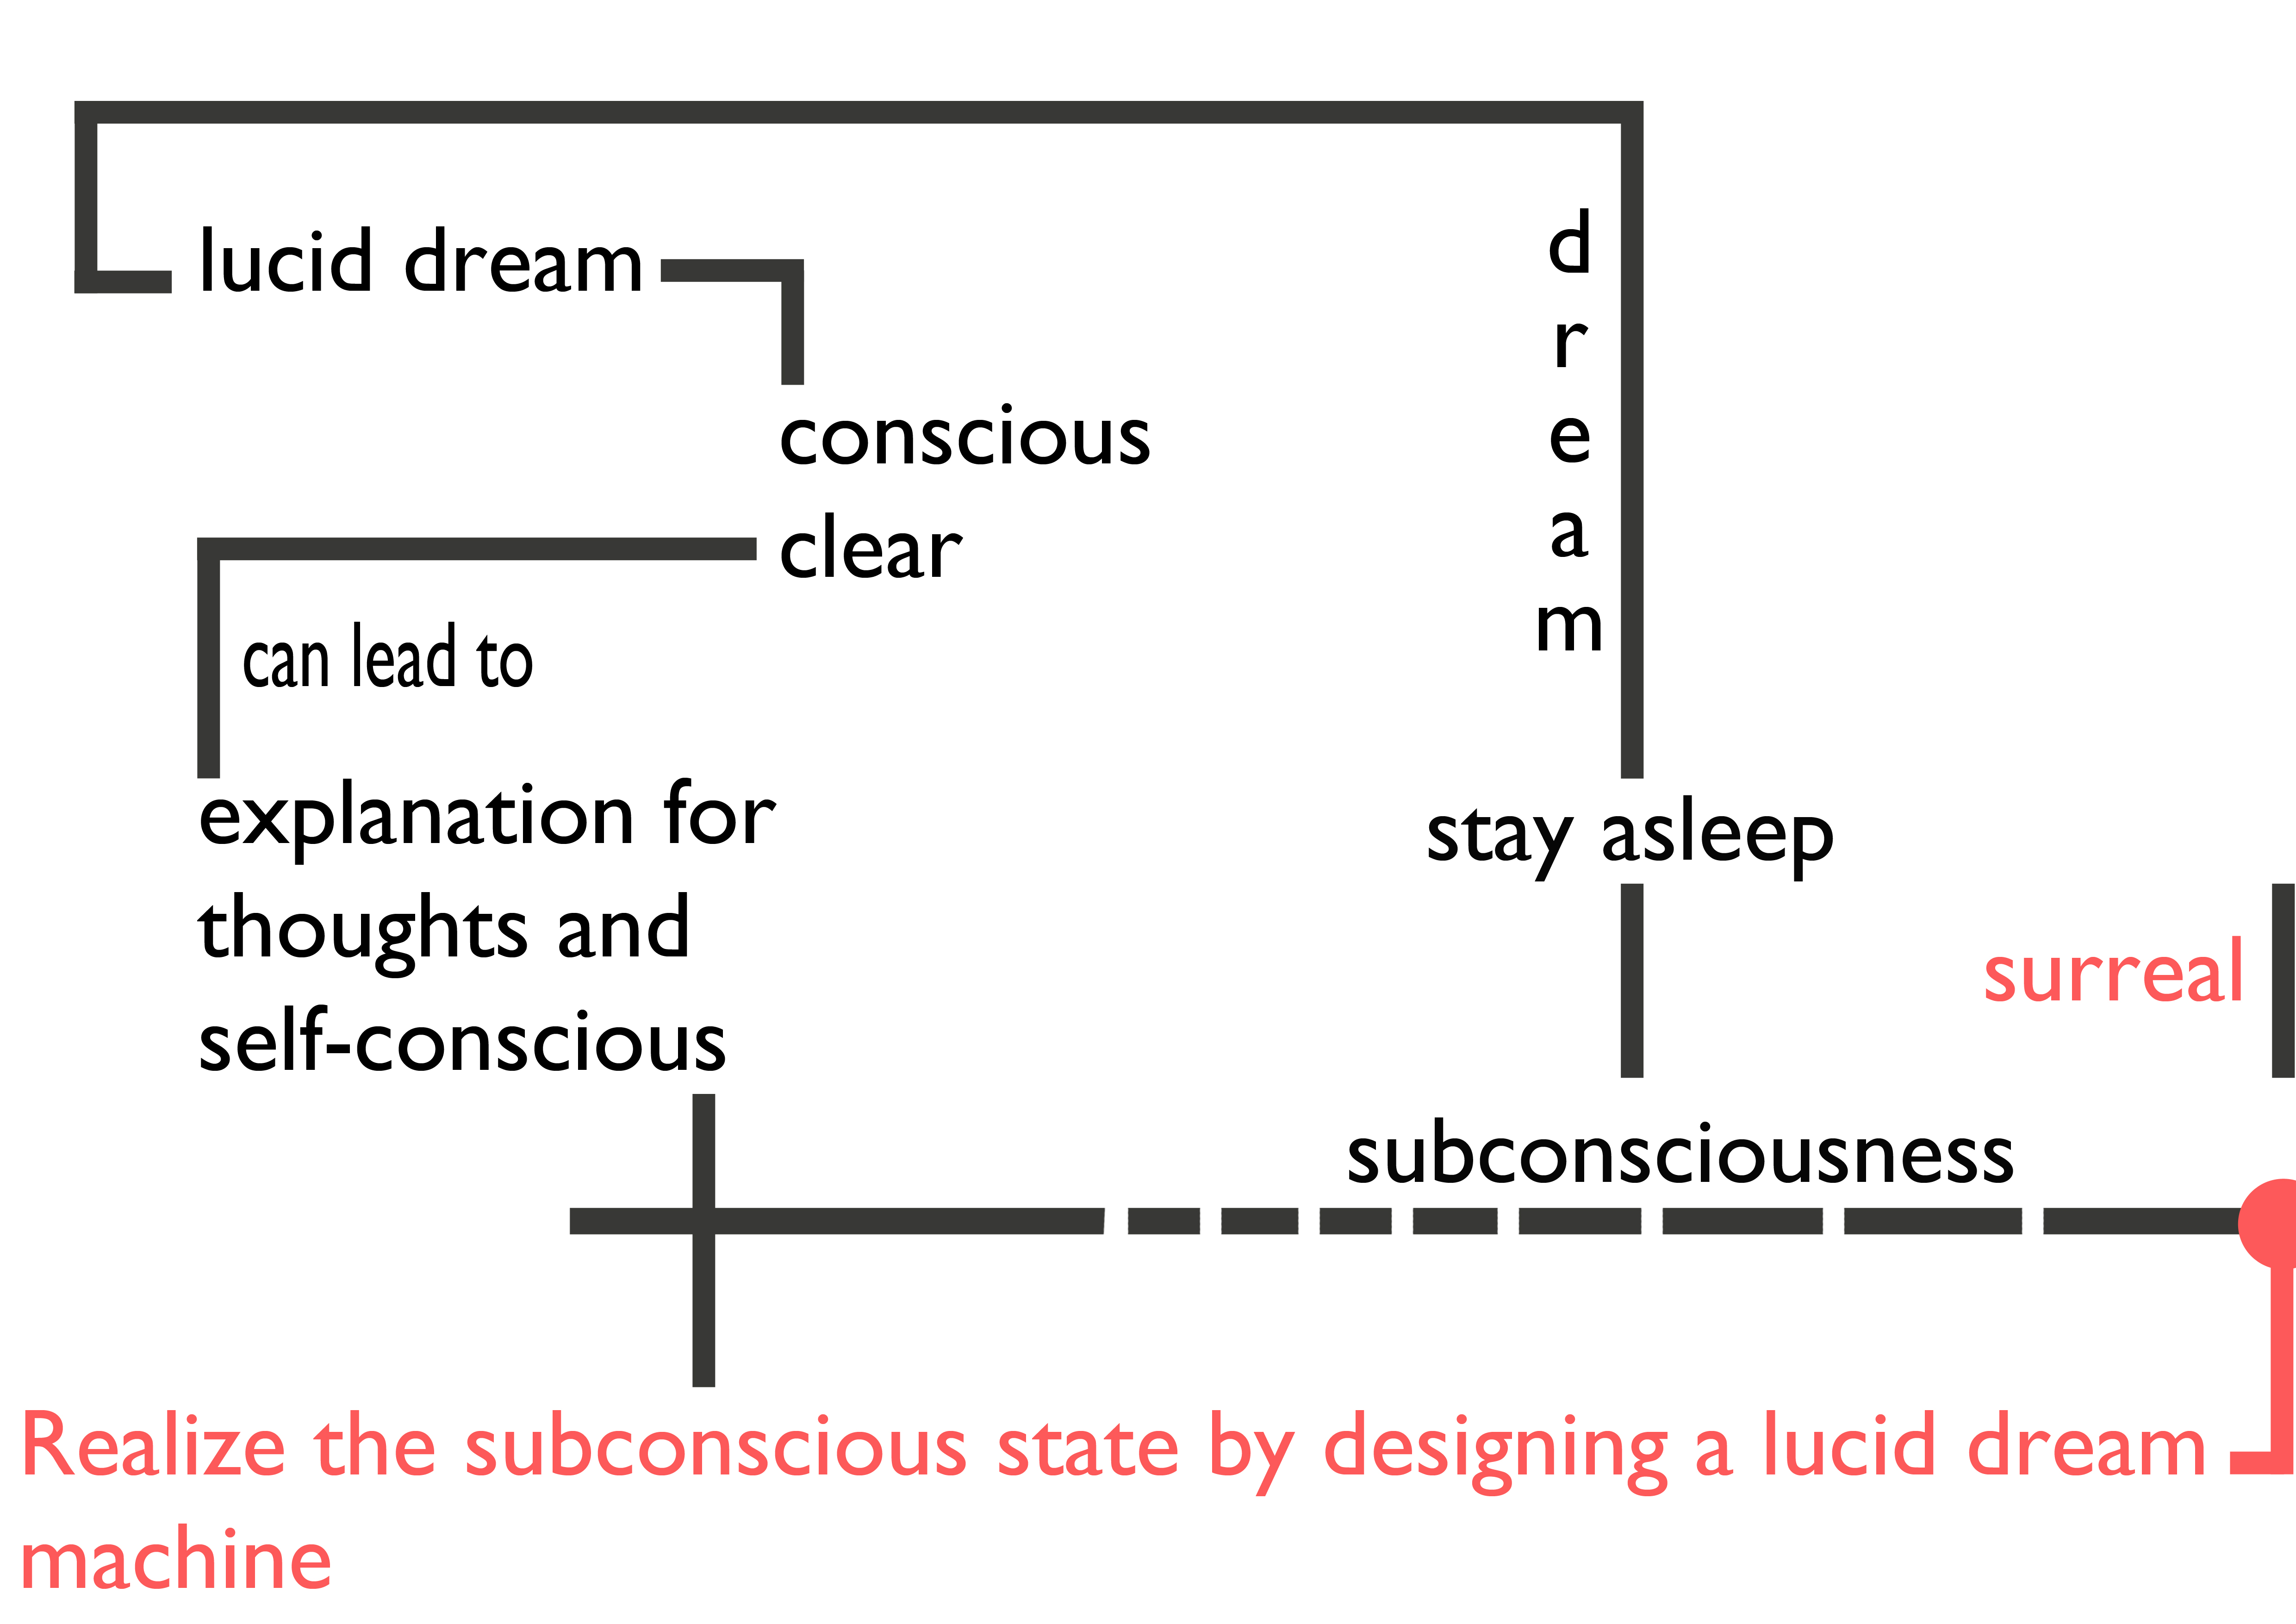 lucid dream
conscious
clear
can lead to
explanation for
thoughts and
self-conscious
dream
stay asleep
surreal
subconsciousness
Realize the subconscious state by designing a lucid dream
machine